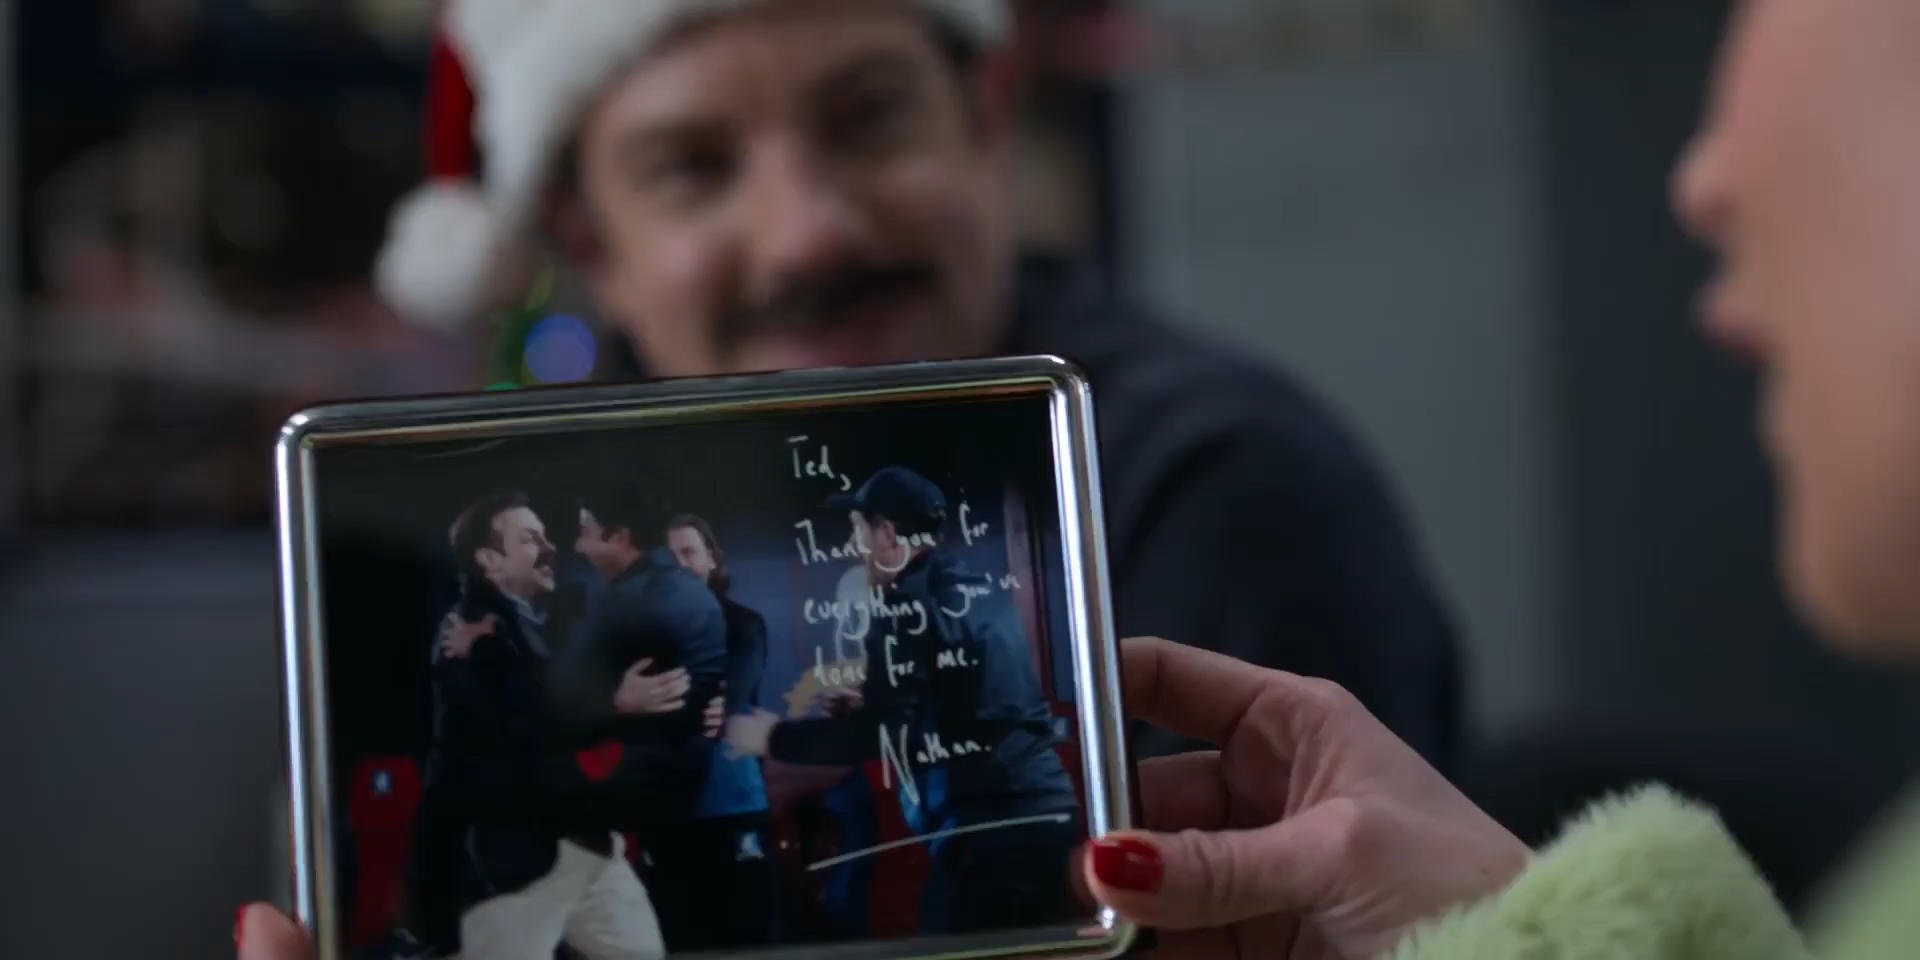 Ted,
Thank you for
everything you've
done for me.
Nathan.